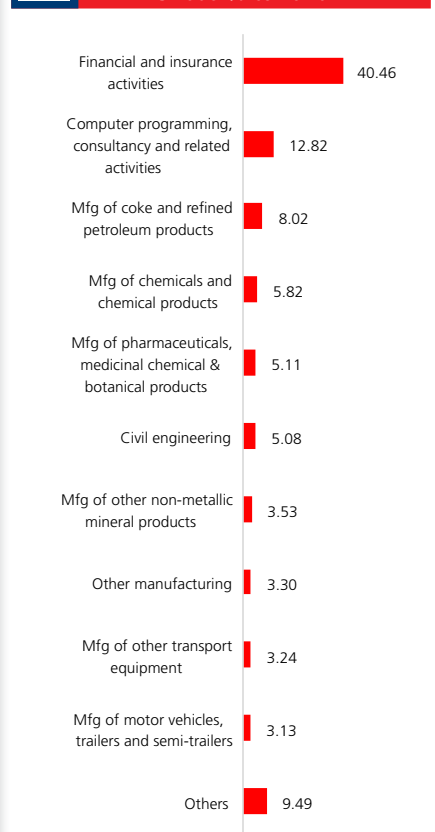 Financial and insurance
activities
40.46
Computer programming,
consultancy and related
activities
12.82
Mfg of coke and refined
petroleum products
8.02
Mfg of chemicals and
chemical products
5.82
Mfg of pharmaceuticals,
medicinal chemical &
botanical products
5.11
Civil engineering
5.08
Mfg of other non-metallic
mineral products
3.53
Other manufacturing
3.30
Mfg of other transport
equipment
3.24
Mfg of motor vehicles,
trailers and semi-trailers
3.13
Others
9.49